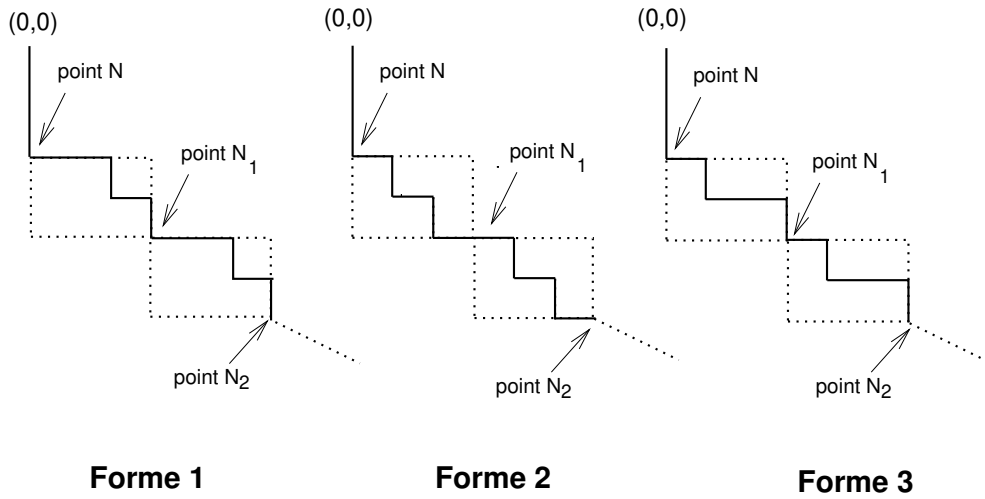 (0,0)
point N
point N1
point N2
Forme 1
(0,0)
point N
point N1
point N2
Forme 2
(0,0)
point N
point N1
point N2
Forme 3